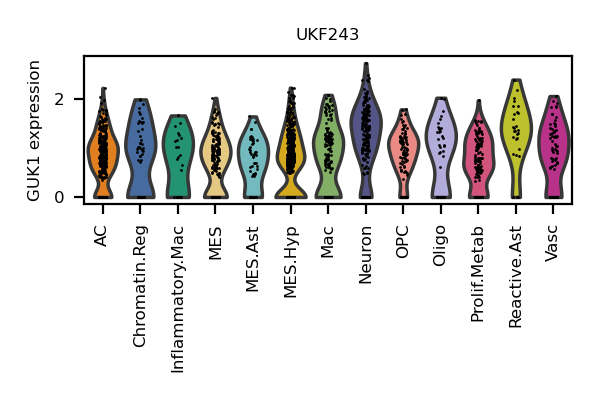 UKF243
GUK1 expression
2
0
AC
Chromatin.Reg
Inflammatory.Mac
MES
MES.Ast
MES.Hyp
Mac
Neuron
OPC
Oligo
Prolif.Metab
Reactive.Ast
Vasc